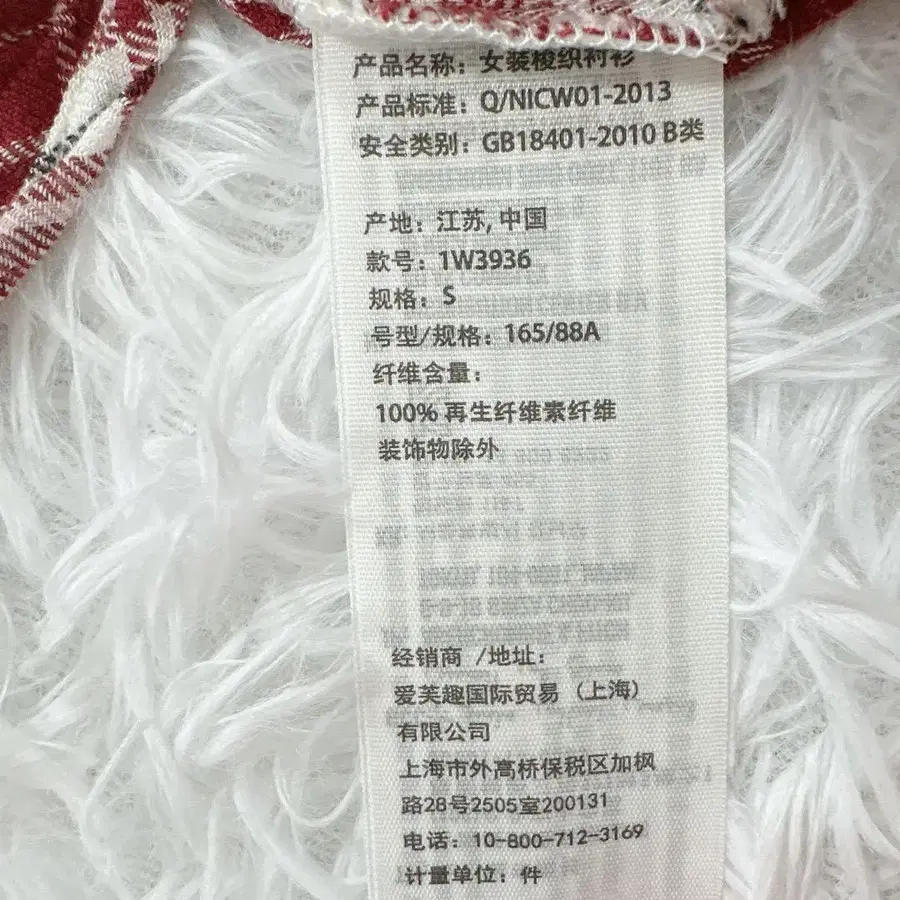 产品名称：女装梭织衬衫
产品标准：Q/NICW01-2013
安全类别：GB18401-2010 B类
产地：江苏, 中国
款号：1W3936
规格：S
号型/规格：165/88A
纤维含量：
100% 再生纤维素纤维
装饰物除外
经销商 /地址：
爱芙趣国际贸易（上海）
有限公司
上海市外高桥保税区加枫
路28号2505室200131
电话：10-800-712-3169
计量单位：件